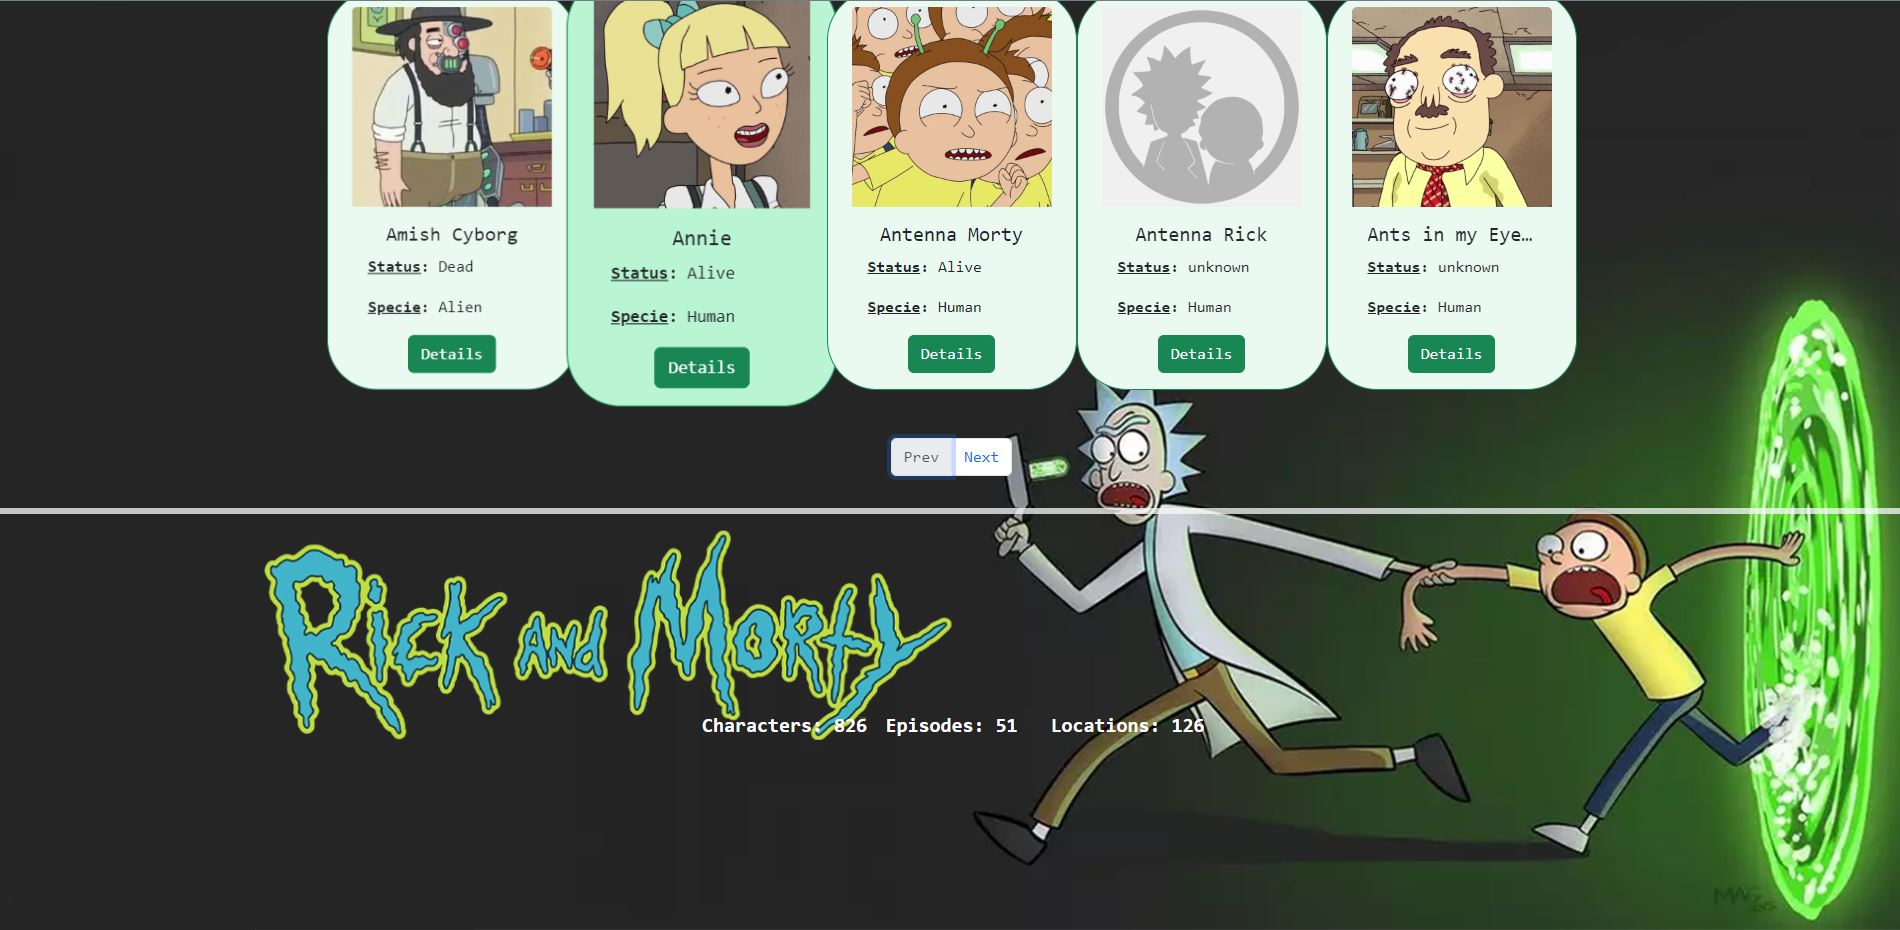 Amish Cyborg
Status: Dead
Specie: Alien
Details
Annie
Status: Alive
Specie: Human
Details
Antenna Morty
Status: Alive
Specie: Human
Details
Antenna Rick
Status: unknown
Specie: Human
Details
Ants in my Eye…
Status: unknown
Specie: Human
Details
Prev Next
Rick and Morty
Characters: 826 Episodes: 51 Locations: 126